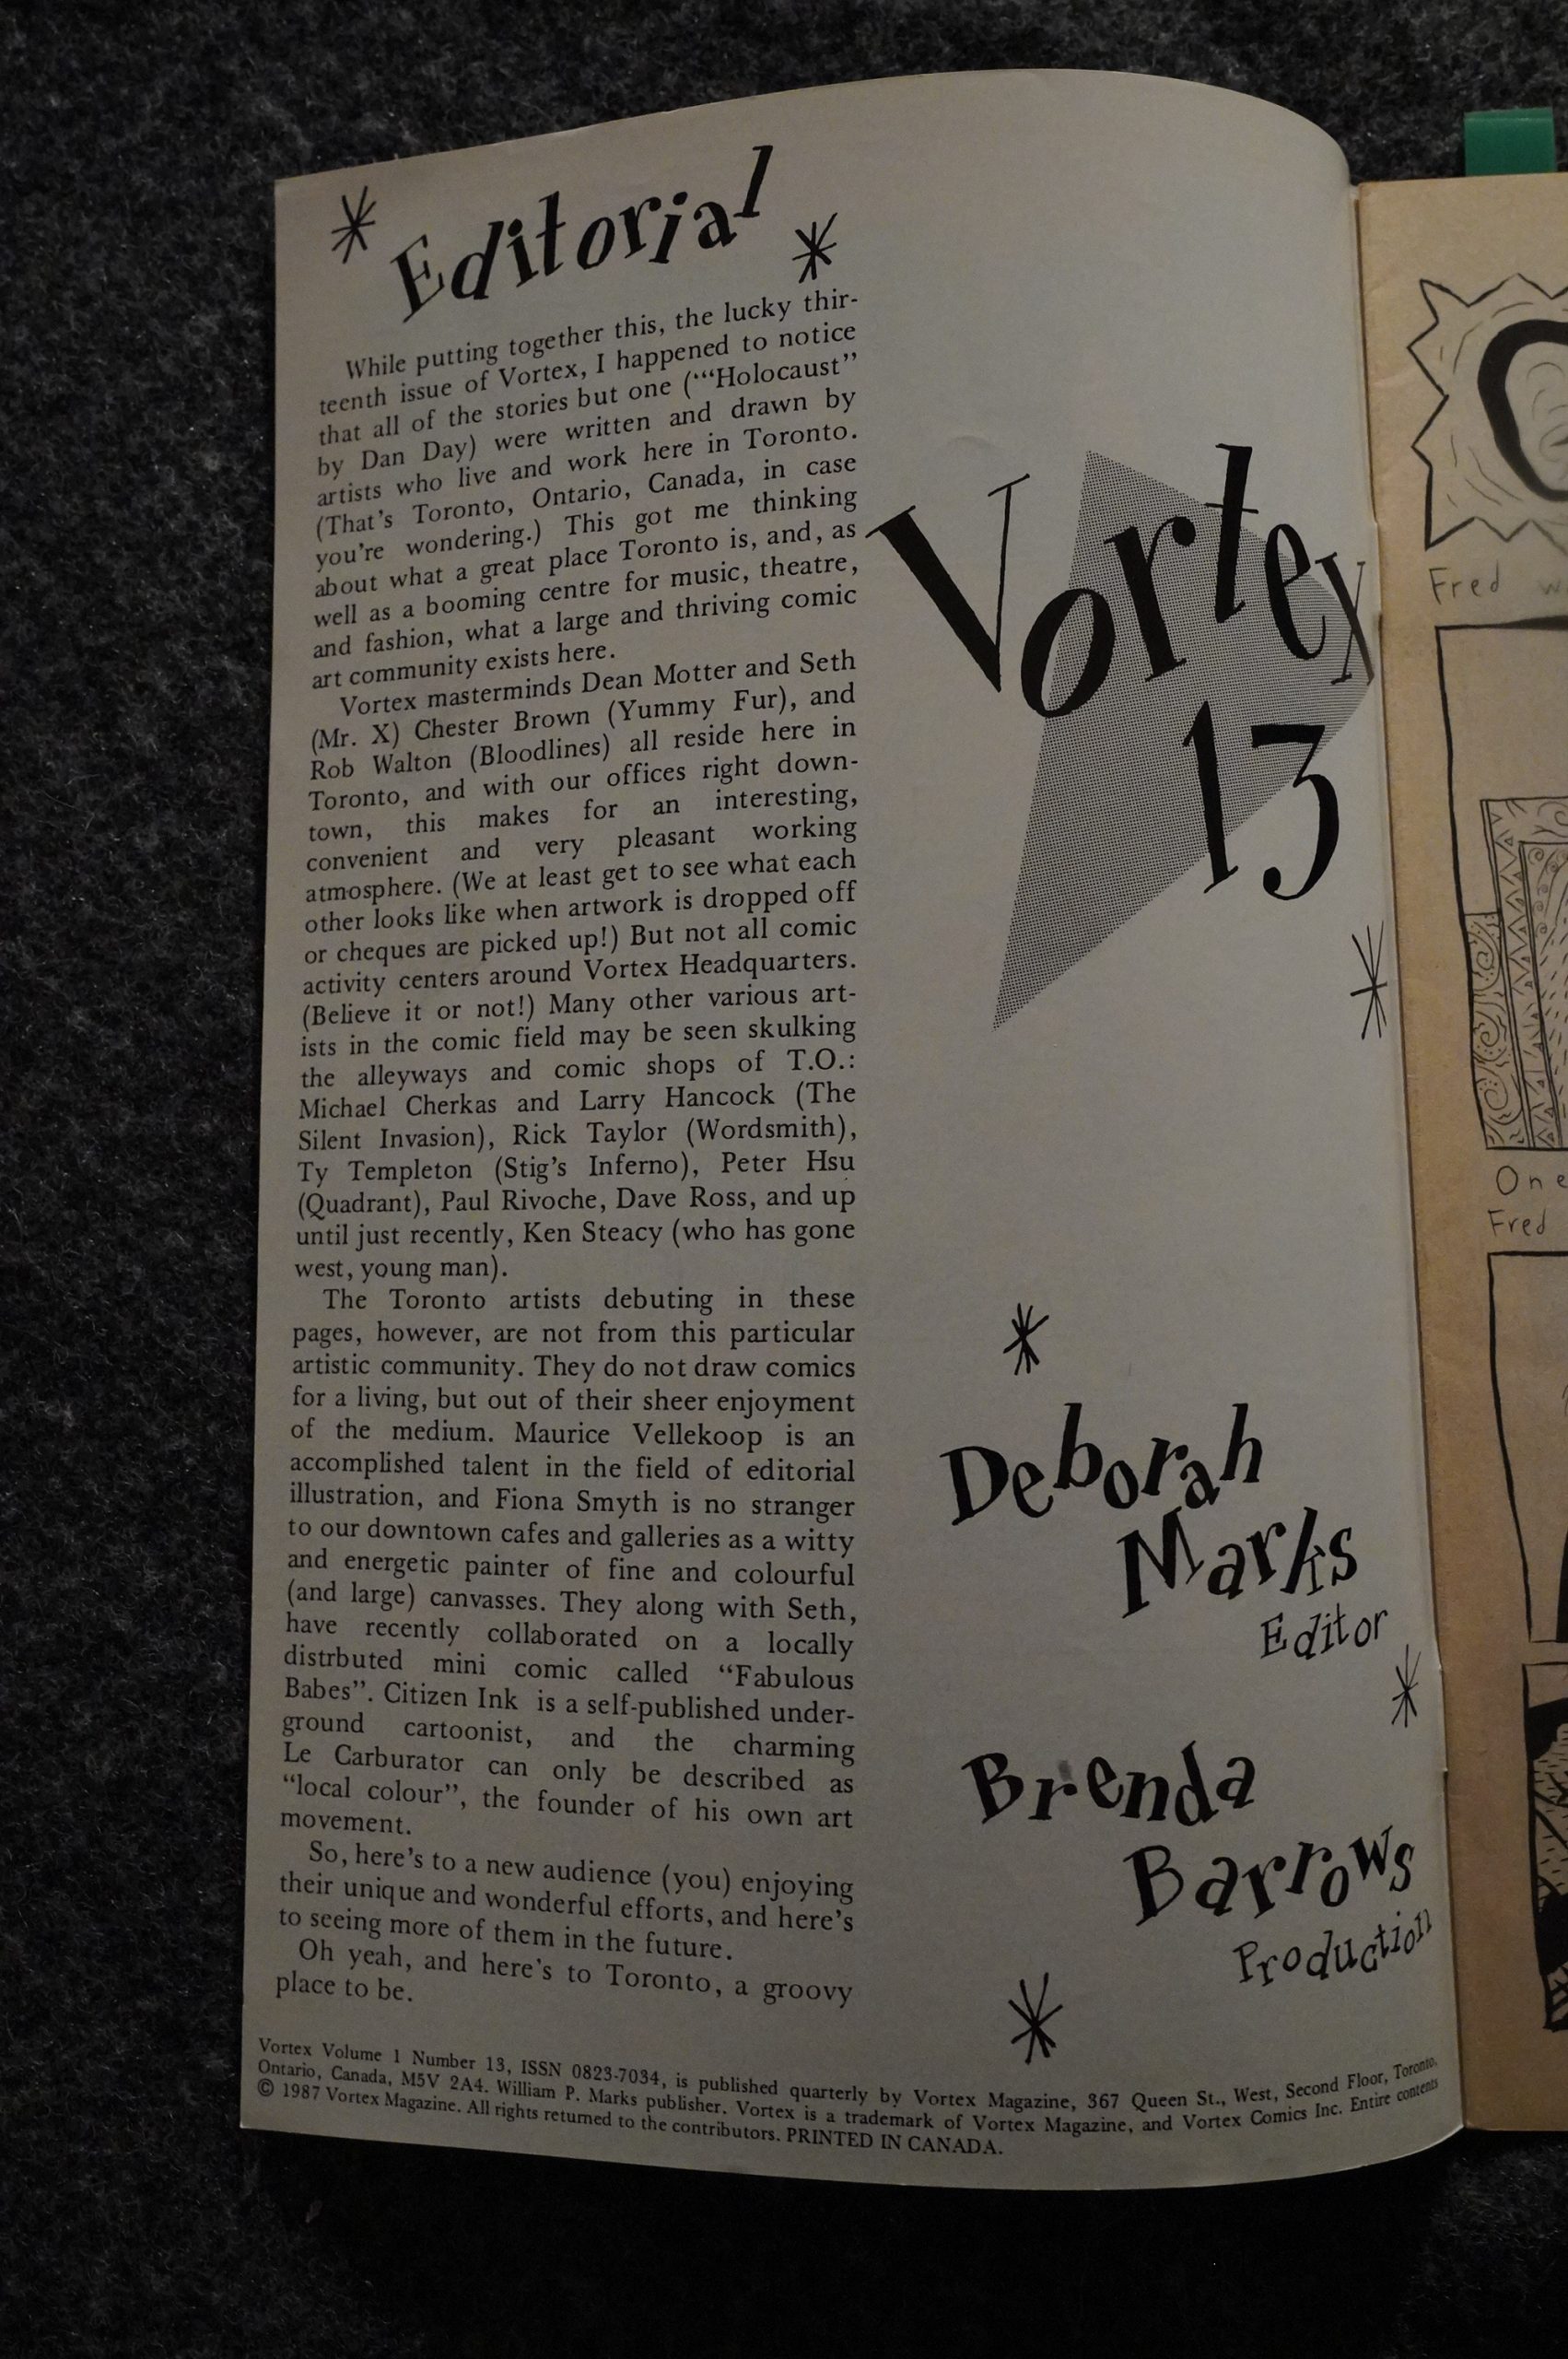 Editorial
While putting together this, the lucky thir-
teenth issue of Vortex, I happened to notice
that all of the stories but one ("‘Holocaust’’
by Dan Day) were written and drawn by
artists who live and work here in Toronto.
(That's Toronto, Ontario, Canada, in case
you're wondering.) This got me thinking
about what a great place Toronto is, and, as
well as a booming centre for music, theatre,
and fashion, what a large and thriving comic
art community exists here.
Vortex masterminds Dean Motter and Seth
(Mr. X) Chester Brown (Yummy Fur), and
Rob Walton (Bloodlines) all reside here in
Toronto, and with our offices right down-
town, this makes for an interesting,
convenient and very pleasant working
atmosphere. (We at least get to see what each
other looks like when artwork is dropped off
or cheques are picked up!) But not all comic
activity centers around Vortex Headquarters.
(Believe it or not!) Many other various art-
ists in the comic field may be seen skulking
the alleyways and comic shops of T.O.:
Michael Cherkas and Larry Hancock (The
Silent Invasion), Rick Taylor (Wordsmith),
Ty Templeton (Stig's Inferno), Peter Hsu
(Quadrant), Paul Rivoche, Dave Ross, and up
until just recently, Ken Steacy (who has gone
west, young man).
The Toronto artists debuting in these
pages, however, are not from this particular
artistic community. They do not draw comics
for a living, but out of their sheer enjoyment
of the medium. Maurice Vellekoop is an
accomplished talent in the field of editorial
illustration, and Fiona Smyth is no stranger
to our downtown cafes and galleries as a witty
and energetic painter of fine and colourful
(and large) canvasses. They along with Seth,
have recently collaborated on a locally
distrbuted mini comic called "Fabulous
Babes". Citizen Ink is a self-published under-
ground cartoonist, and the charming
Le Carburator can only be described as
"local colour", the founder of his own art
movement.
So, here's to a new audience (you) enjoying
their unique and wonderful efforts, and here's
to seeing more of them in the future.
Oh yeah, and here's to Toronto, a groovy
place to be.
Vortex
13
Deborah
Marks
Editor
Brenda
Barrows
Production
Vortex Volume 1 Number 13, ISSN 0823-7034, is published quarterly by Vortex Magazine, 367 Queen St., West, Second Floor, Toronto,
Ontario, Canada, M5V 2A4. William P. Marks publisher. Vortex is a trademark of Vortex Magazine, and Vortex Comics Inc. Entire contents
© 1987 Vortex Magazine. All rights returned to the contributors. PRINTED IN CANADA.
Fred
One
Fred